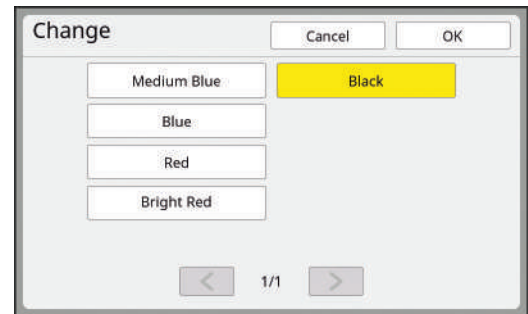 Change
Cancel
OK
Medium Blue
Black
Blue
Red
Bright Red
1/1